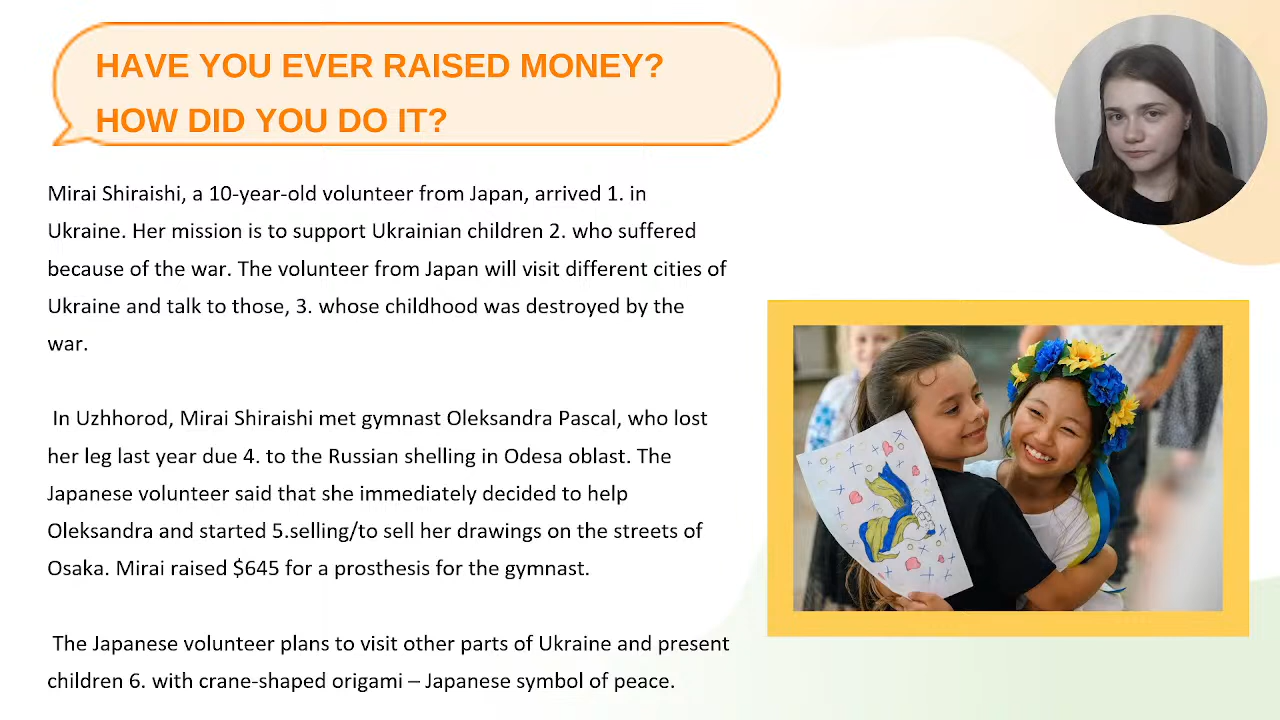 HAVE YOU EVER RAISED MONEY?
HOW DID YOU DO IT?
Mirai Shiraishi, a 10-year-old volunteer from Japan, arrived 1. in
Ukraine. Her mission is to support Ukrainian children 2. who suffered
because of the war. The volunteer from Japan will visit different cities of
Ukraine and talk to those, 3. whose childhood was destroyed by the
war.
In Uzhhorod, Mirai Shiraishi met gymnast Oleksandra Pascal, who lost
her leg last year due 4. to the Russian shelling in Odesa oblast. The
Japanese volunteer said that she immediately decided to help
Oleksandra and started 5.selling/to sell her drawings on the streets of
Osaka. Mirai raised $645 for a prosthesis for the gymnast.
The Japanese volunteer plans to visit other parts of Ukraine and present
children 6. with crane-shaped origami – Japanese symbol of peace.